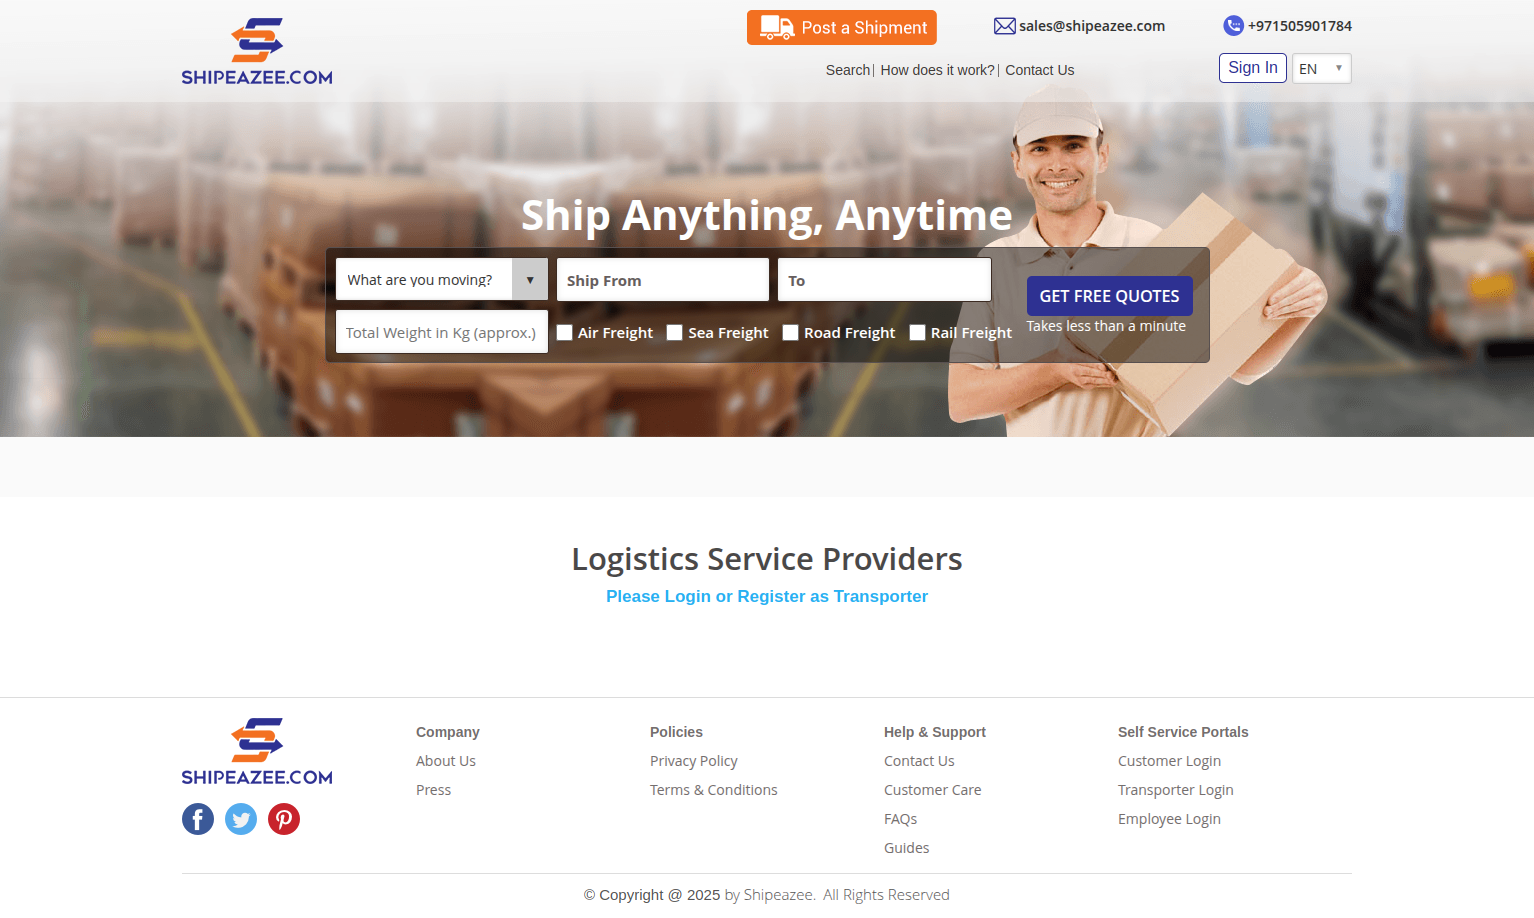 SHIPEAZEE.COM
Post a Shipment
sales@shipeazee.com
+971505901784
Search| How does it work?| Contact Us
Sign In
EN
Ship Anything, Anytime
What are you moving?
Ship From
To
GET FREE QUOTES
Takes less than a minute
Total Weight in Kg (approx.)
Air Freight
Sea Freight
Road Freight
Rail Freight
Logistics Service Providers
Please Login or Register as Transporter
SHIPEAZEE.COM
Company
About Us
Press
Policies
Privacy Policy
Terms & Conditions
Help & Support
Contact Us
Customer Care
FAQs
Guides
Self Service Portals
Customer Login
Transporter Login
Employee Login
© Copyright @ 2025 by Shipeazee. All Rights Reserved